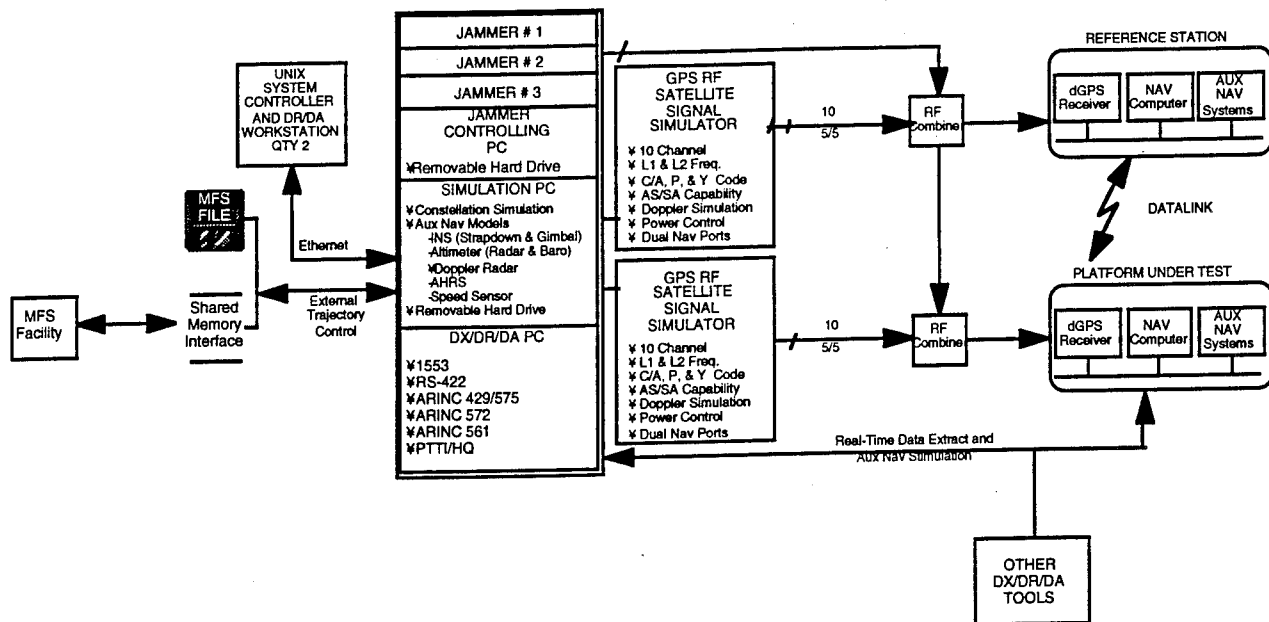 UNIX
SYSTEM
CONTROLLER
AND DR/DA
WORKSTATION
QTY 2
MFS
FILE
Ethernet
MFS
Facility
Shared
Memory
Interface
External
Trajectory
Control
JAMMER # 1
JAMMER # 2
JAMMER # 3
JAMMER
CONTROLLING
PC
¥Removable Hard Drive
SIMULATION PC
¥Constellation Simulation
¥Aux Nav Models
-INS (Strapdown & Gimbal)
-Altimeter (Radar & Baro)
¥Doppler Radar
-AHRS
-Speed Sensor
¥Removable Hard Drive
DX/DR/DA PC
¥1553
¥RS-422
¥ARINC 429/575
¥ARINC 572
¥ARINC 561
¥PTTI/HQ
GPS RF
SATELLITE
SIGNAL
SIMULATOR
¥ 10 Channel
¥ L1 & L2 Freq.
¥ C/A, P, & Y Code
¥ AS/SA Capability
¥ Doppler Simulation
¥ Power Control
¥ Dual Nav Ports
10
5/5
RF
Combine
GPS RF
SATELLITE
SIGNAL
SIMULATOR
¥ 10 Channel
¥ L1 & L2 Freq.
¥ C/A, P, & Y Code
¥ AS/SA Capability
¥ Doppler Simulation
¥ Power Control
¥ Dual Nav Ports
10
5/5
RF
Combine
REFERENCE STATION
dGPS
Receiver
NAV
Computer
AUX
NAV
Systems
DATALINK
PLATFORM UNDER TEST
dGPS
Receiver
NAV
Computer
AUX
NAV
Systems
Real-Time Data Extract and
Aux Nav Stimulation
OTHER
DX/DR/DA
TOOLS